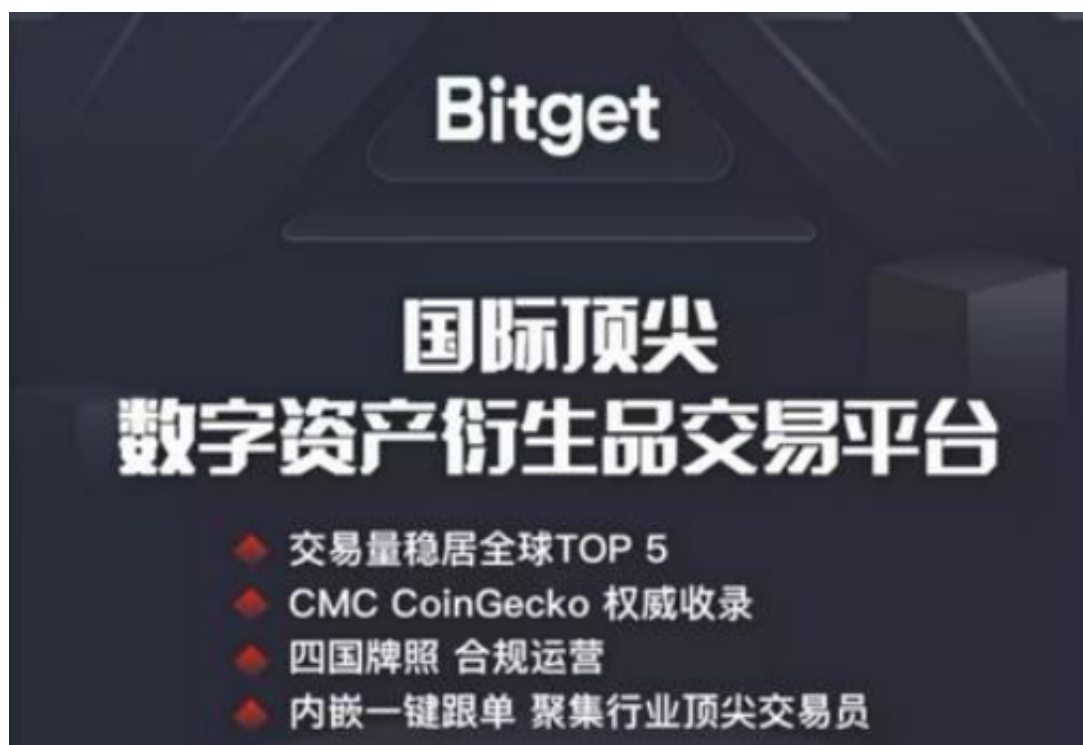 Bitget
国际顶尖
数字资产衍生品交易平台
交易量稳居全球TOP 5
CMC CoinGecko 权威收录
四国牌照 合规运营
内嵌一键跟单 聚集行业顶尖交易员